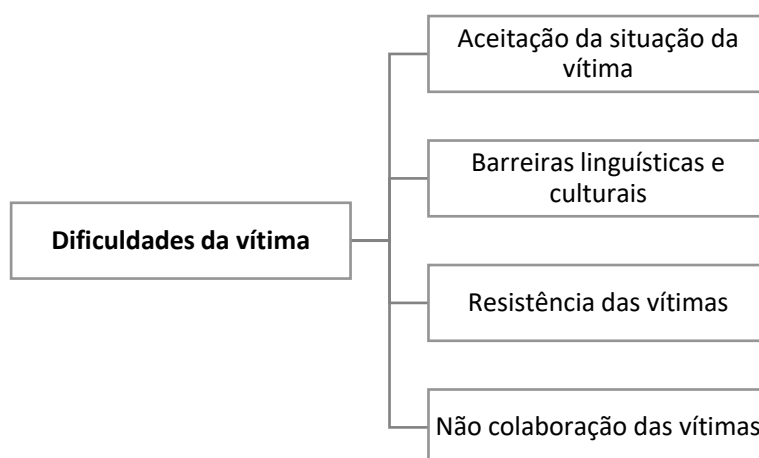 Aceitação da situação da
vítima
Barreiras linguísticas e
culturais
Dificuldades da vítima
Resistência das vítimas
Não colaboração das vítimas